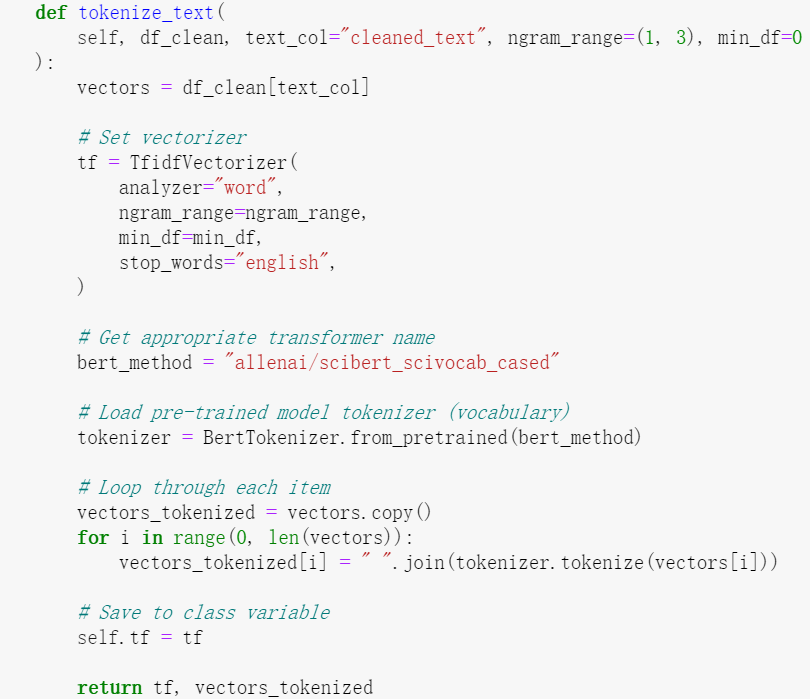 def tokenize_text(
    self, df_clean, text_col="cleaned_text", ngram_range=(1, 3), min_df=0
):
    vectors = df_clean[text_col]

    # Set vectorizer
    tf = TfidfVectorizer(
        analyzer="word",
        ngram_range=ngram_range,
        min_df=min_df,
        stop_words="english",
    )

    # Get appropriate transformer name
    bert_method = "allenai/scibert_scivocab_cased"

    # Load pre-trained model tokenizer (vocabulary)
    tokenizer = BertTokenizer.from_pretrained(bert_method)

    # Loop through each item
    vectors_tokenized = vectors.copy()
    for i in range(0, len(vectors)):
        vectors_tokenized[i] = " ".join(tokenizer.tokenize(vectors[i]))

    # Save to class variable
    self.tf = tf

    return tf, vectors_tokenized